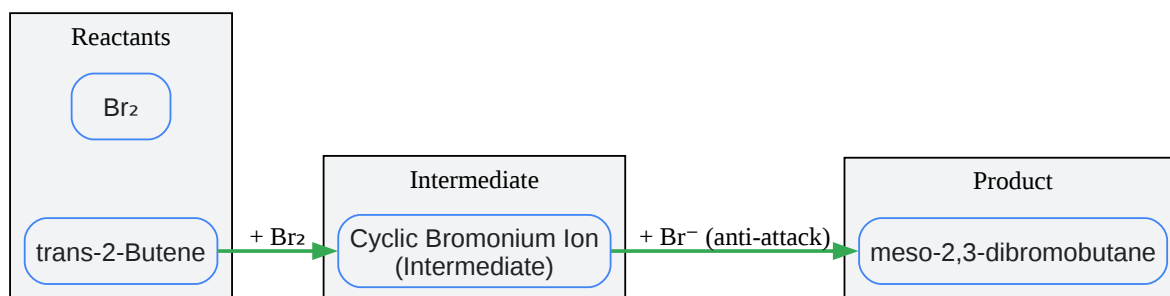 Reactants
Br₂
trans-2-Butene
+ Br₂
Intermediate
Cyclic Bromonium Ion
(Intermediate)
+ Br⁻ (anti-attack)
Product
meso-2,3-dibromobutane